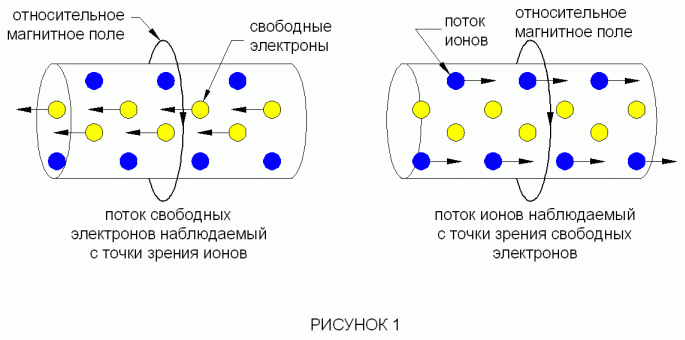 относительное
магнитное поле
свободные
электроны
поток свободных
электронов наблюдаемый
с точки зрения ионов
поток
ионов
относительное
магнитное поле
поток ионов наблюдаемый
с точки зрения свободных
электронов
РИСУНОК 1